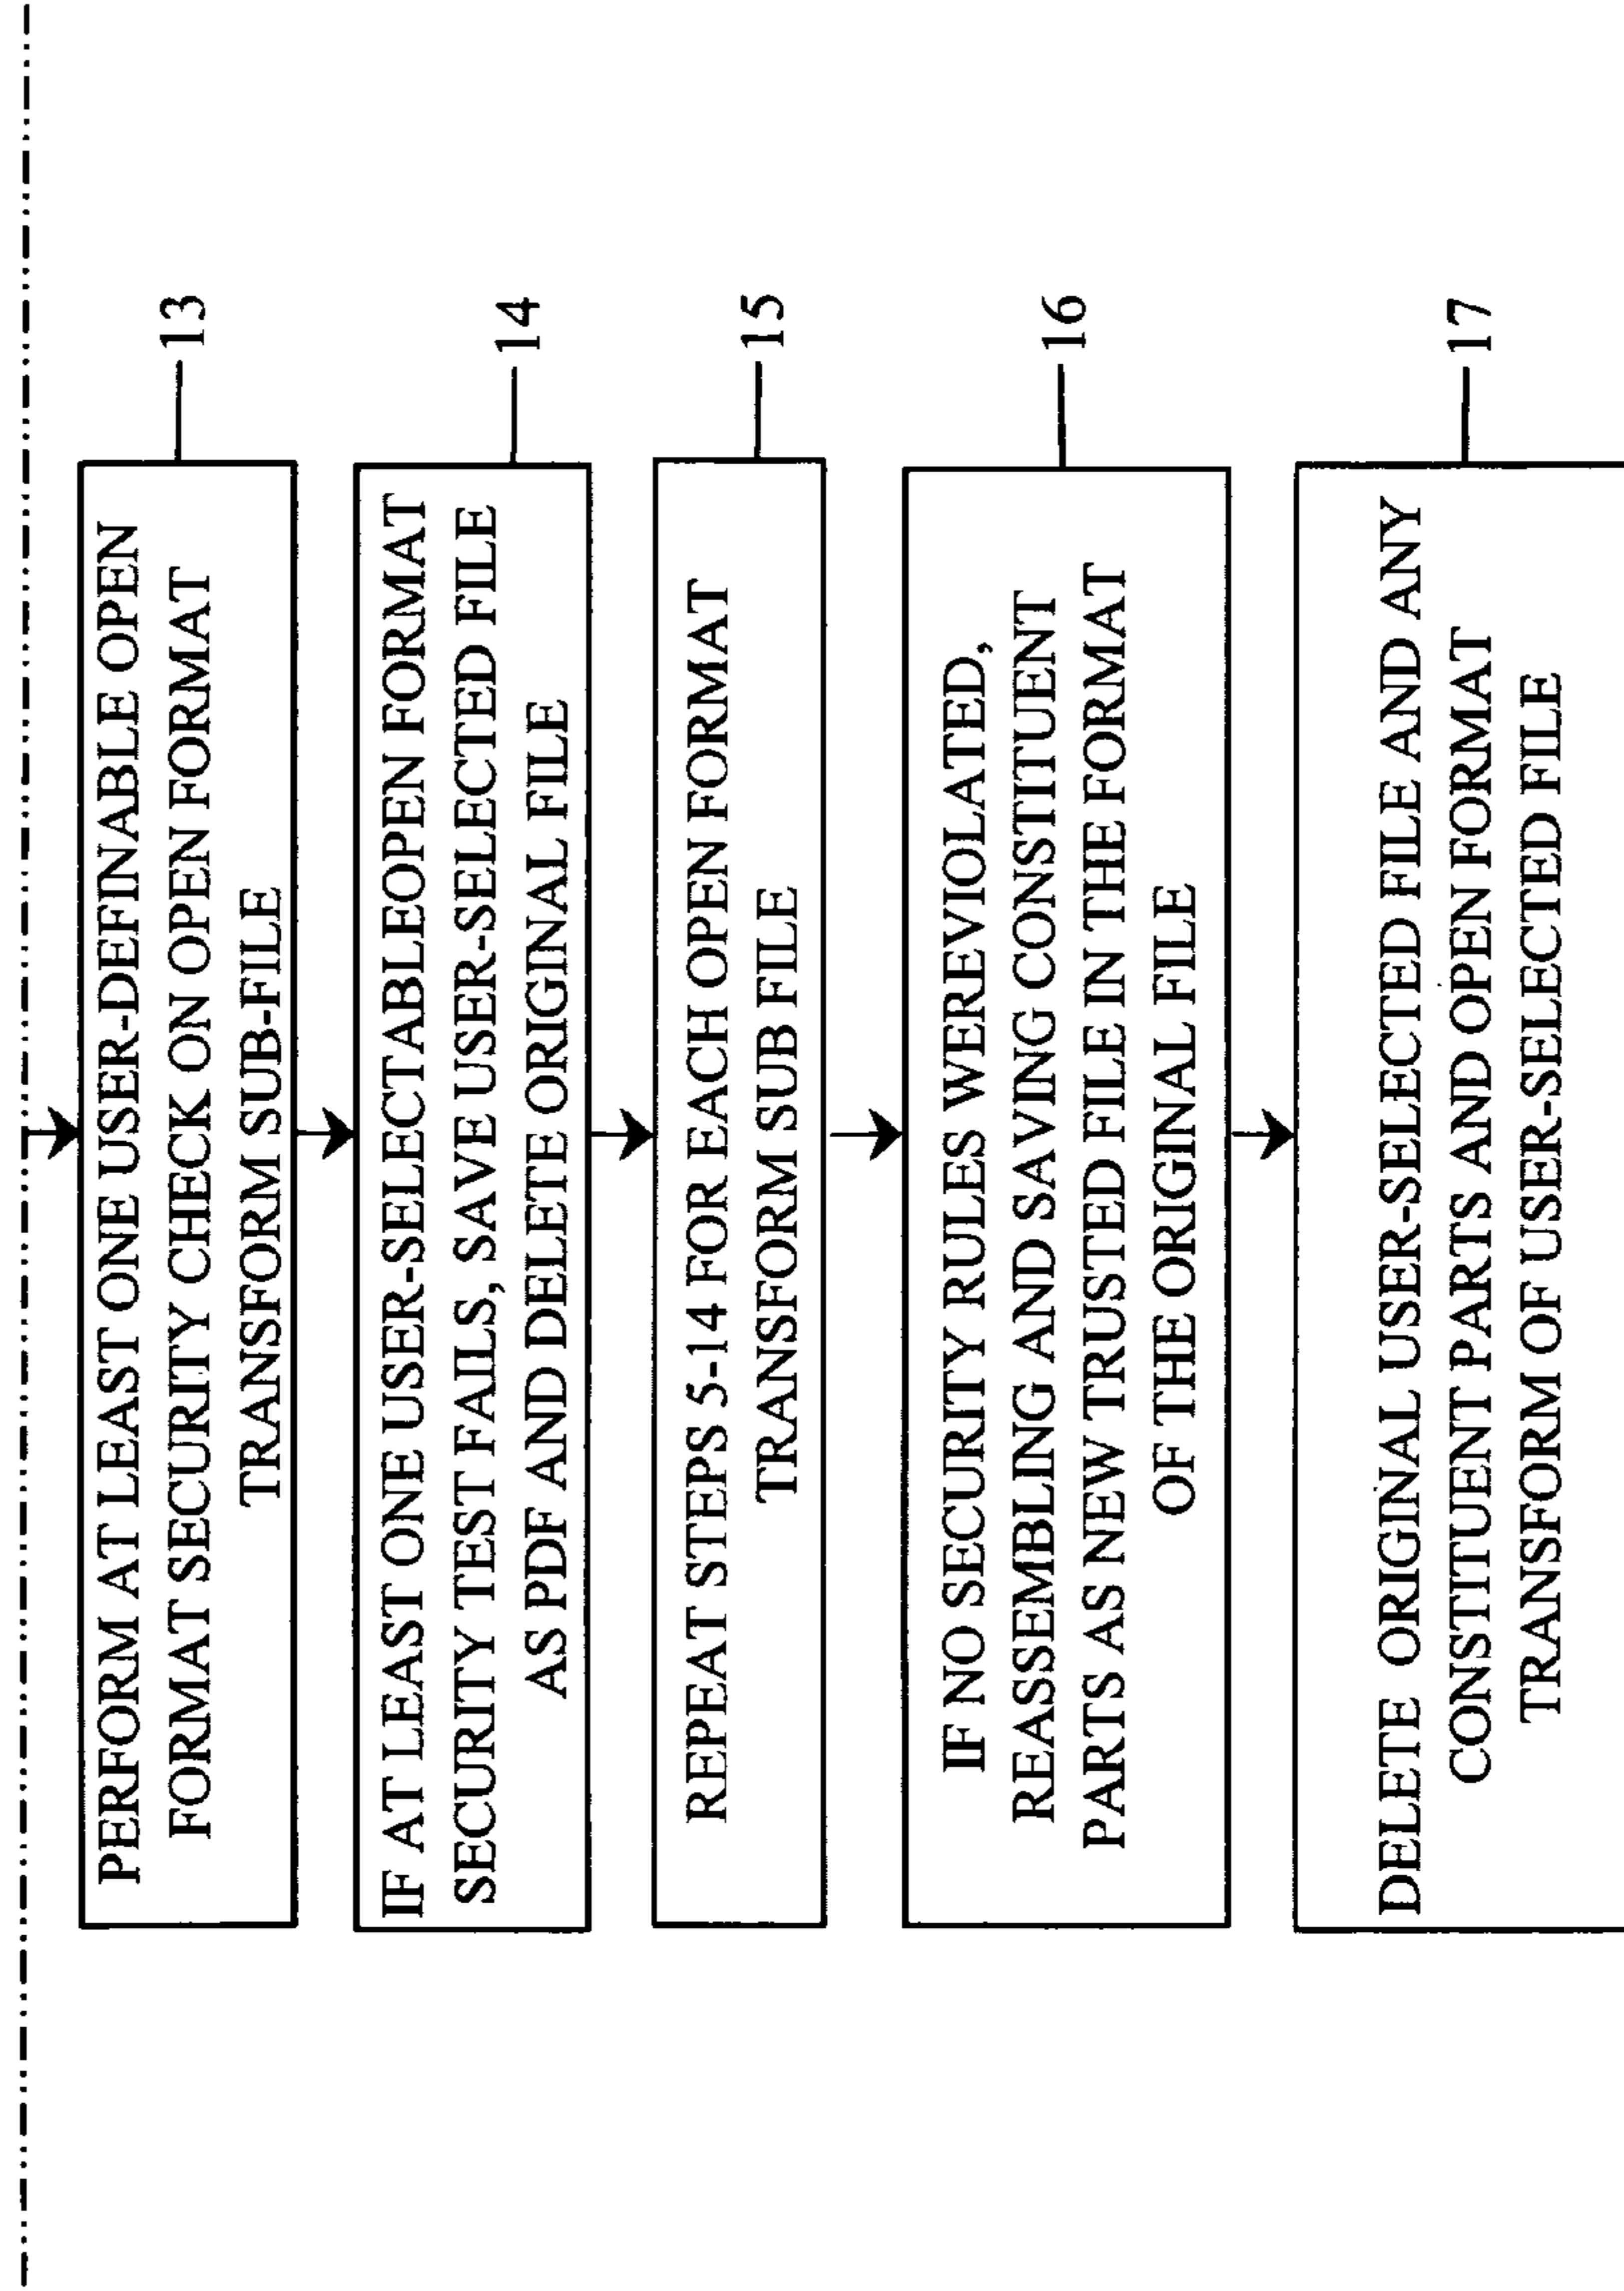 PERFORM AT LEAST ONE USER-DEFINABLE OPEN
FORMAT SECURITY CHECK ON OPEN FORMAT
TRANSFORM SUB-FILE
13
IF AT LEAST ONE USER-SELECTABLEOPEN FORMAT
SECURITY TEST FAILS, SAVE USER-SELECTED FILE
AS PDF AND DELETE ORIGINAL FILE
14
REPEAT STEPS 5-14 FOR EACH OPEN FORMAT
TRANSFORM SUB FILE
15
IF NO SECURITY RULES WEREVIOLATED,
REASSEMBLING AND SAVING CONSTITUENT
PARTS AS NEW TRUSTED FILE IN THE FORMAT
OF THE ORIGINAL FILE
16
DELETE ORIGINAL USER-SELECTED FILE AND ANY
CONSTITUENT PARTS AND OPEN FORMAT
TRANSFORM OF USER-SELECTED FILE
17